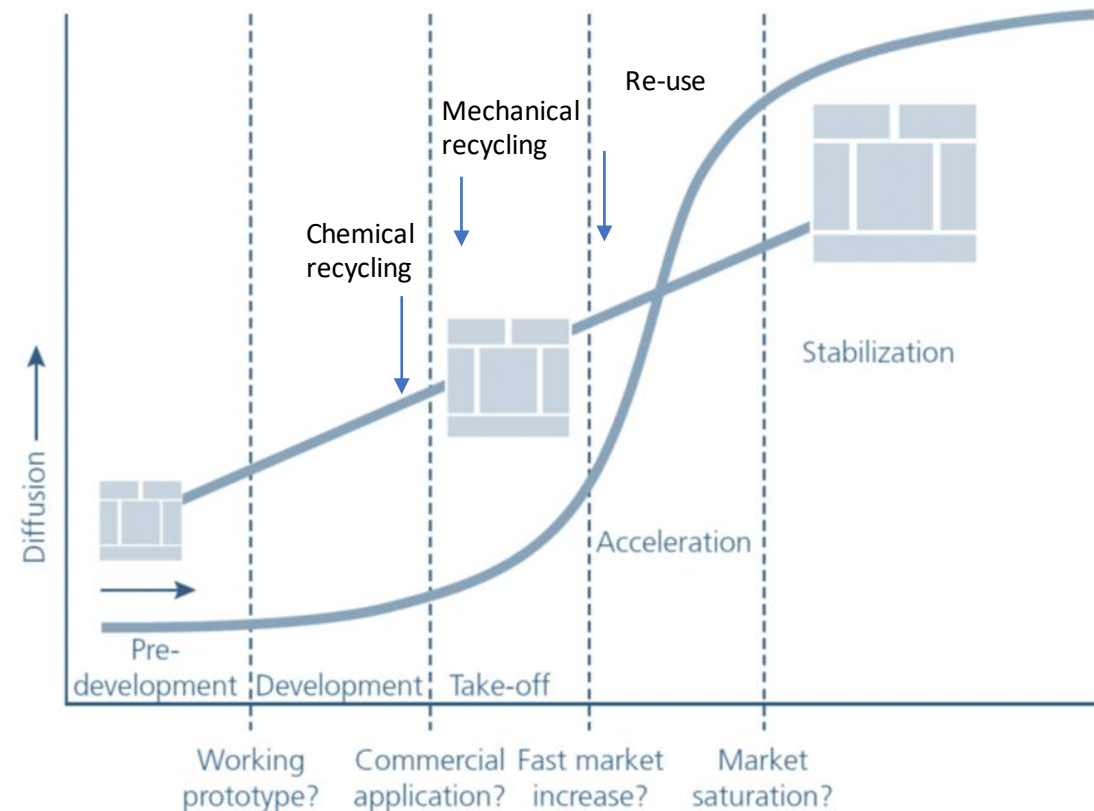 Re-use
Mechanical
recycling
Chemical
recycling
Diffusion
Stabilization
Acceleration
Pre-
development
Development
Take-off
Working
prototype?
Commercial
application?
Fast market
increase?
Market
saturation?